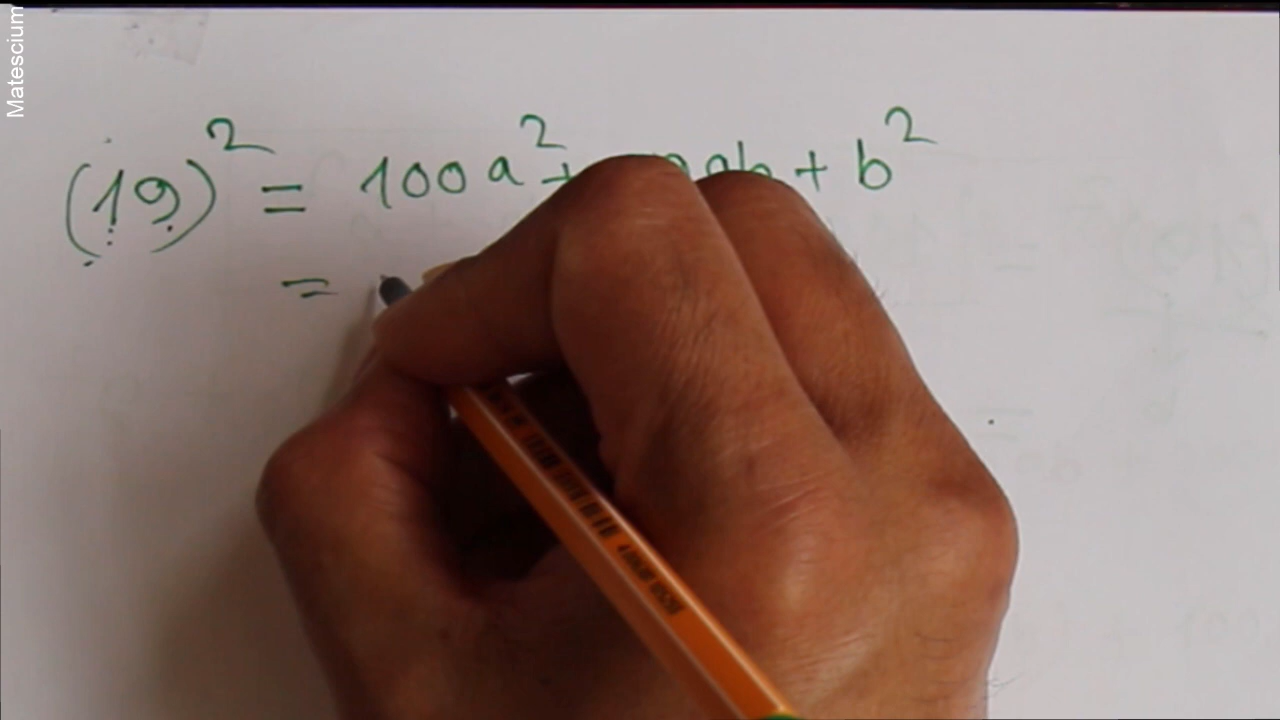 Matescium
(19)² = 100a² + ab + b²
=